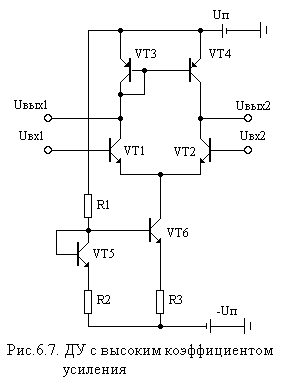 Uп
VT3
VT4
Uвых1
Uвых2
Uвх1
Uвх2
VT1
VT2
R1
VT6
VT5
R2
R3
-Uп
Рис.6.7. ДУ с высоким коэффициентом
усиления